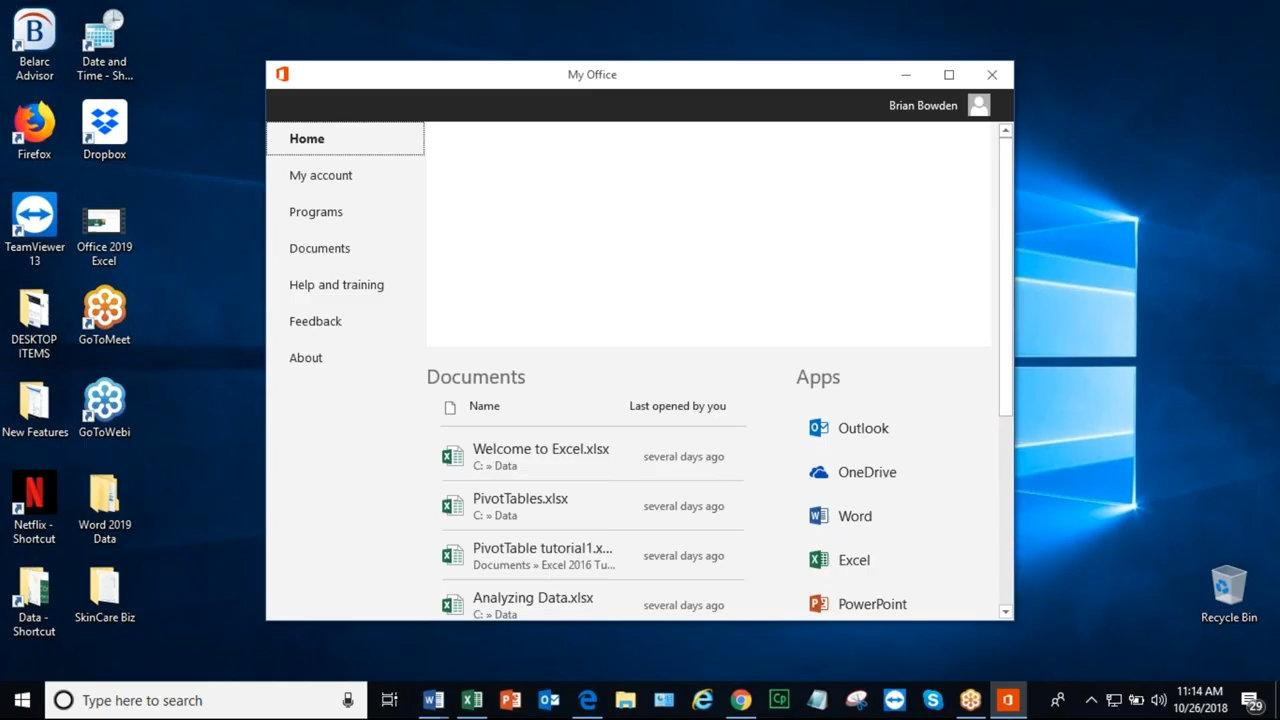 Belarc
Advisor
Date and
Time - Sh...
Firefox
Dropbox
TeamViewer
13
Office 2019
Excel
DESKTOP
ITEMS
GoToMeet
New Features
GoToWebi
Netflix -
Shortcut
Word 2019
Data
Data -
Shortcut
SkinCare Biz
My Office
Brian Bowden
Home
My account
Programs
Documents
Help and training
Feedback
About
Documents
Name
Last opened by you
Welcome to Excel.xlsx
C: » Data
several days ago
PivotTables.xlsx
C: » Data
several days ago
PivotTable tutorial1.x...
Documents » Excel 2016 Tu...
several days ago
Analyzing Data.xlsx
C: » Data
several days ago
Apps
Outlook
OneDrive
Word
Excel
PowerPoint
Recycle Bin
Type here to search
11:14 AM
10/26/2018
29